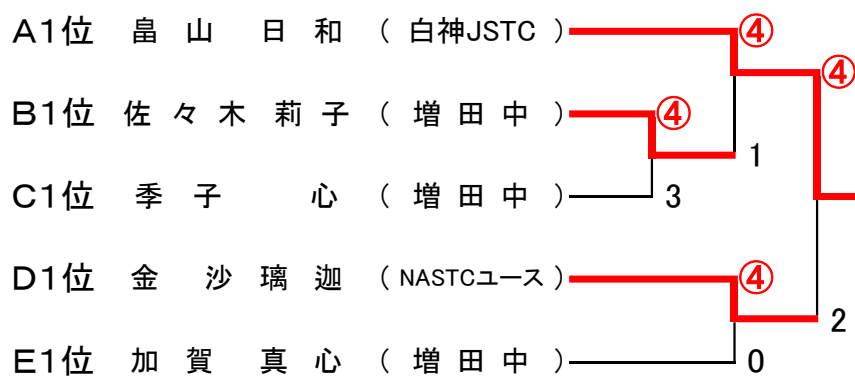 A1位 畠山 日和 (白神JSTC) ④
④
B1位 佐々木莉子 (増田中) ④
1
C1位 季子 心 (増田中) 3
D1位 金 沙璃迦 (NASTCユース) ④
2
E1位 加賀 真心 (増田中) 0